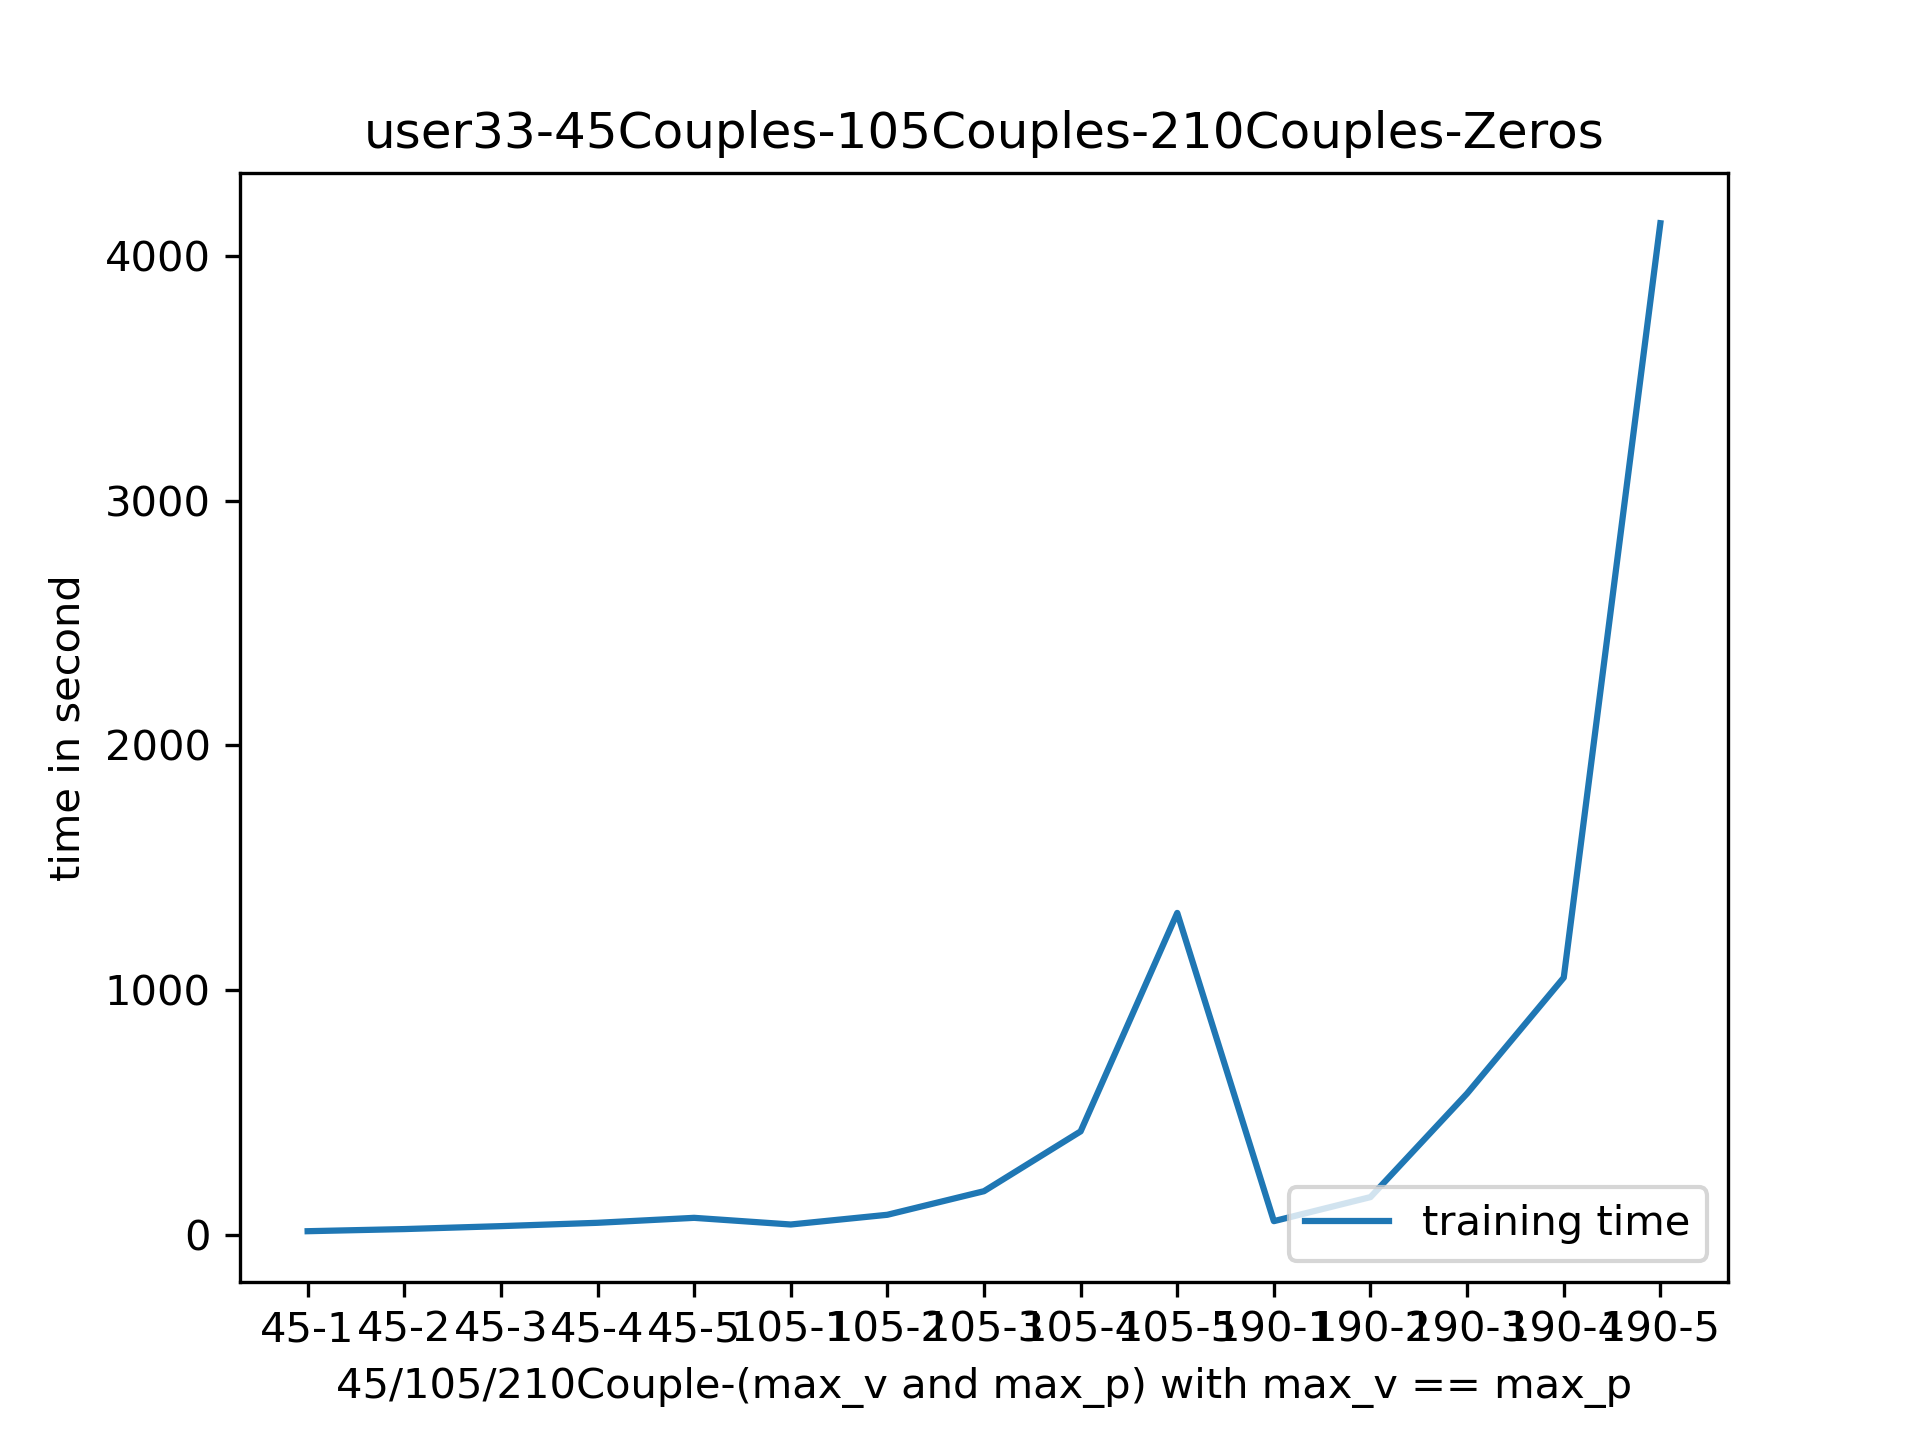 user33-45Couples-105Couples-210Couples-Zeros
4000
3000
2000
1000
0
time in second
training time
45-1 45-2 45-3 45-4 45-5 105-1 105-2 105-3 105-4 105-5 190-1 190-2 190-3 190-4 190-5
45/105/210Couple-(max_v and max_p) with max_v == max_p